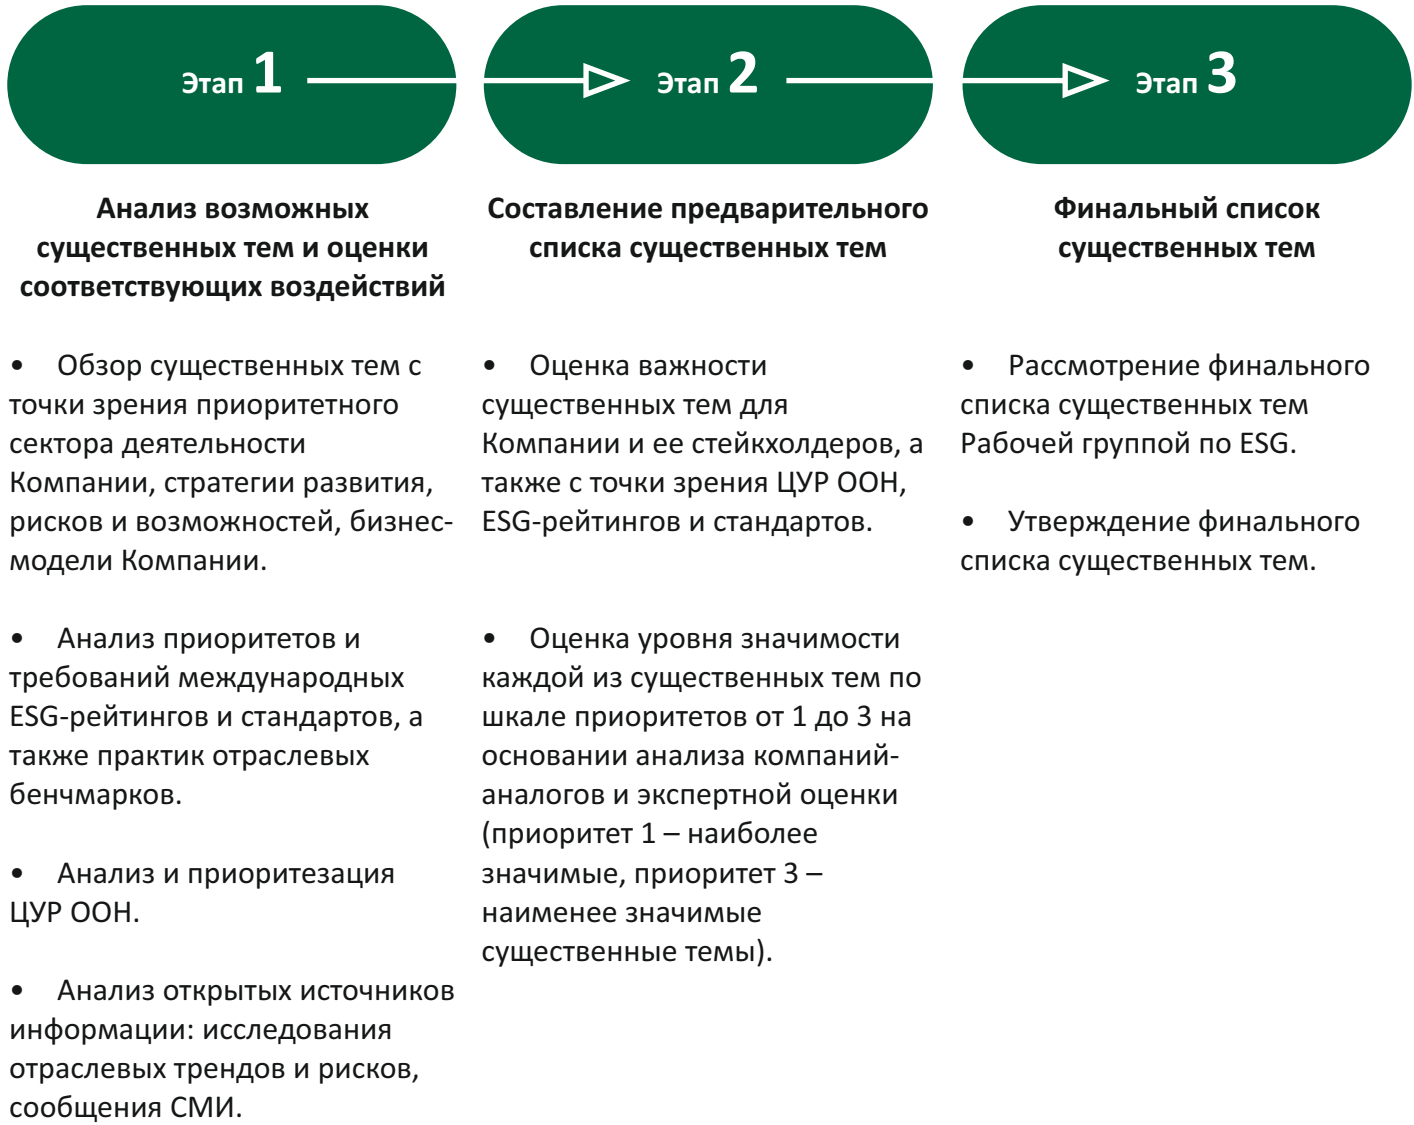 Этап 1
Этап 2
Этап 3
Анализ возможных
существенных тем и оценки
соответствующих воздействий
• Обзор существенных тем с
точки зрения приоритетного
сектора деятельности
Компании, стратегии развития,
рисков и возможностей, бизнес-
модели Компании.
• Анализ приоритетов и
требований международных
ESG-рейтингов и стандартов, а
также практик отраслевых
бенчмарков.
• Анализ и приоритезация
ЦУР ООН.
• Анализ открытых источников
информации: исследования
отраслевых трендов и рисков,
сообщения СМИ.
Составление предварительного
списка существенных тем
• Оценка важности
существенных тем для
Компании и ее стейкхолдеров, а
также с точки зрения ЦУР ООН,
ESG-рейтингов и стандартов.
• Оценка уровня значимости
каждой из существенных тем по
шкале приоритетов от 1 до 3 на
основании анализа компаний-
аналогов и экспертной оценки
(приоритет 1 – наиболее
значимые, приоритет 3 –
наименее значимые
существенные темы).
Финальный список
существенных тем
• Рассмотрение финального
списка существенных тем
Рабочей группой по ESG.
• Утверждение финального
списка существенных тем.